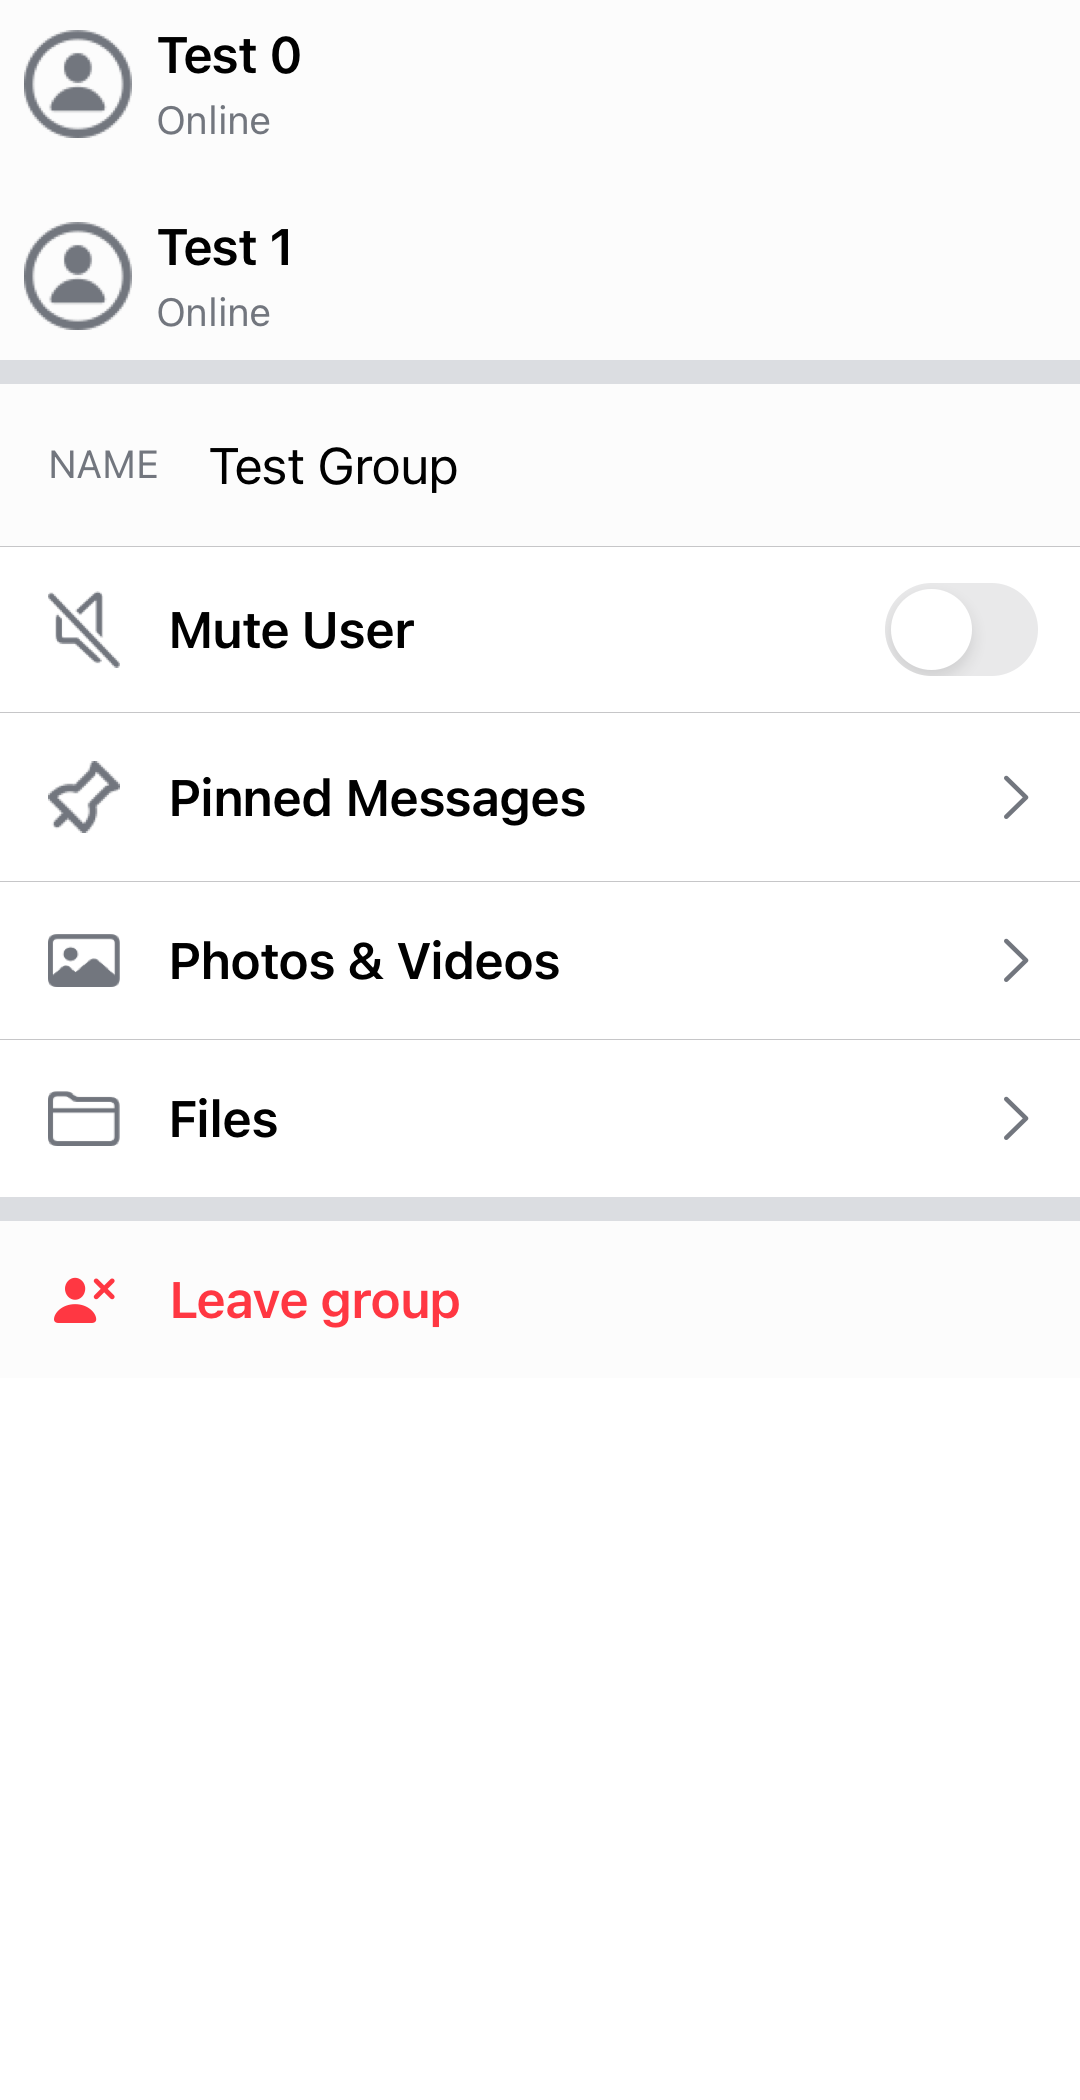 Test 0
Online
Test 1
Online
NAME Test Group
Mute User
Pinned Messages
Photos & Videos
Files
Leave group